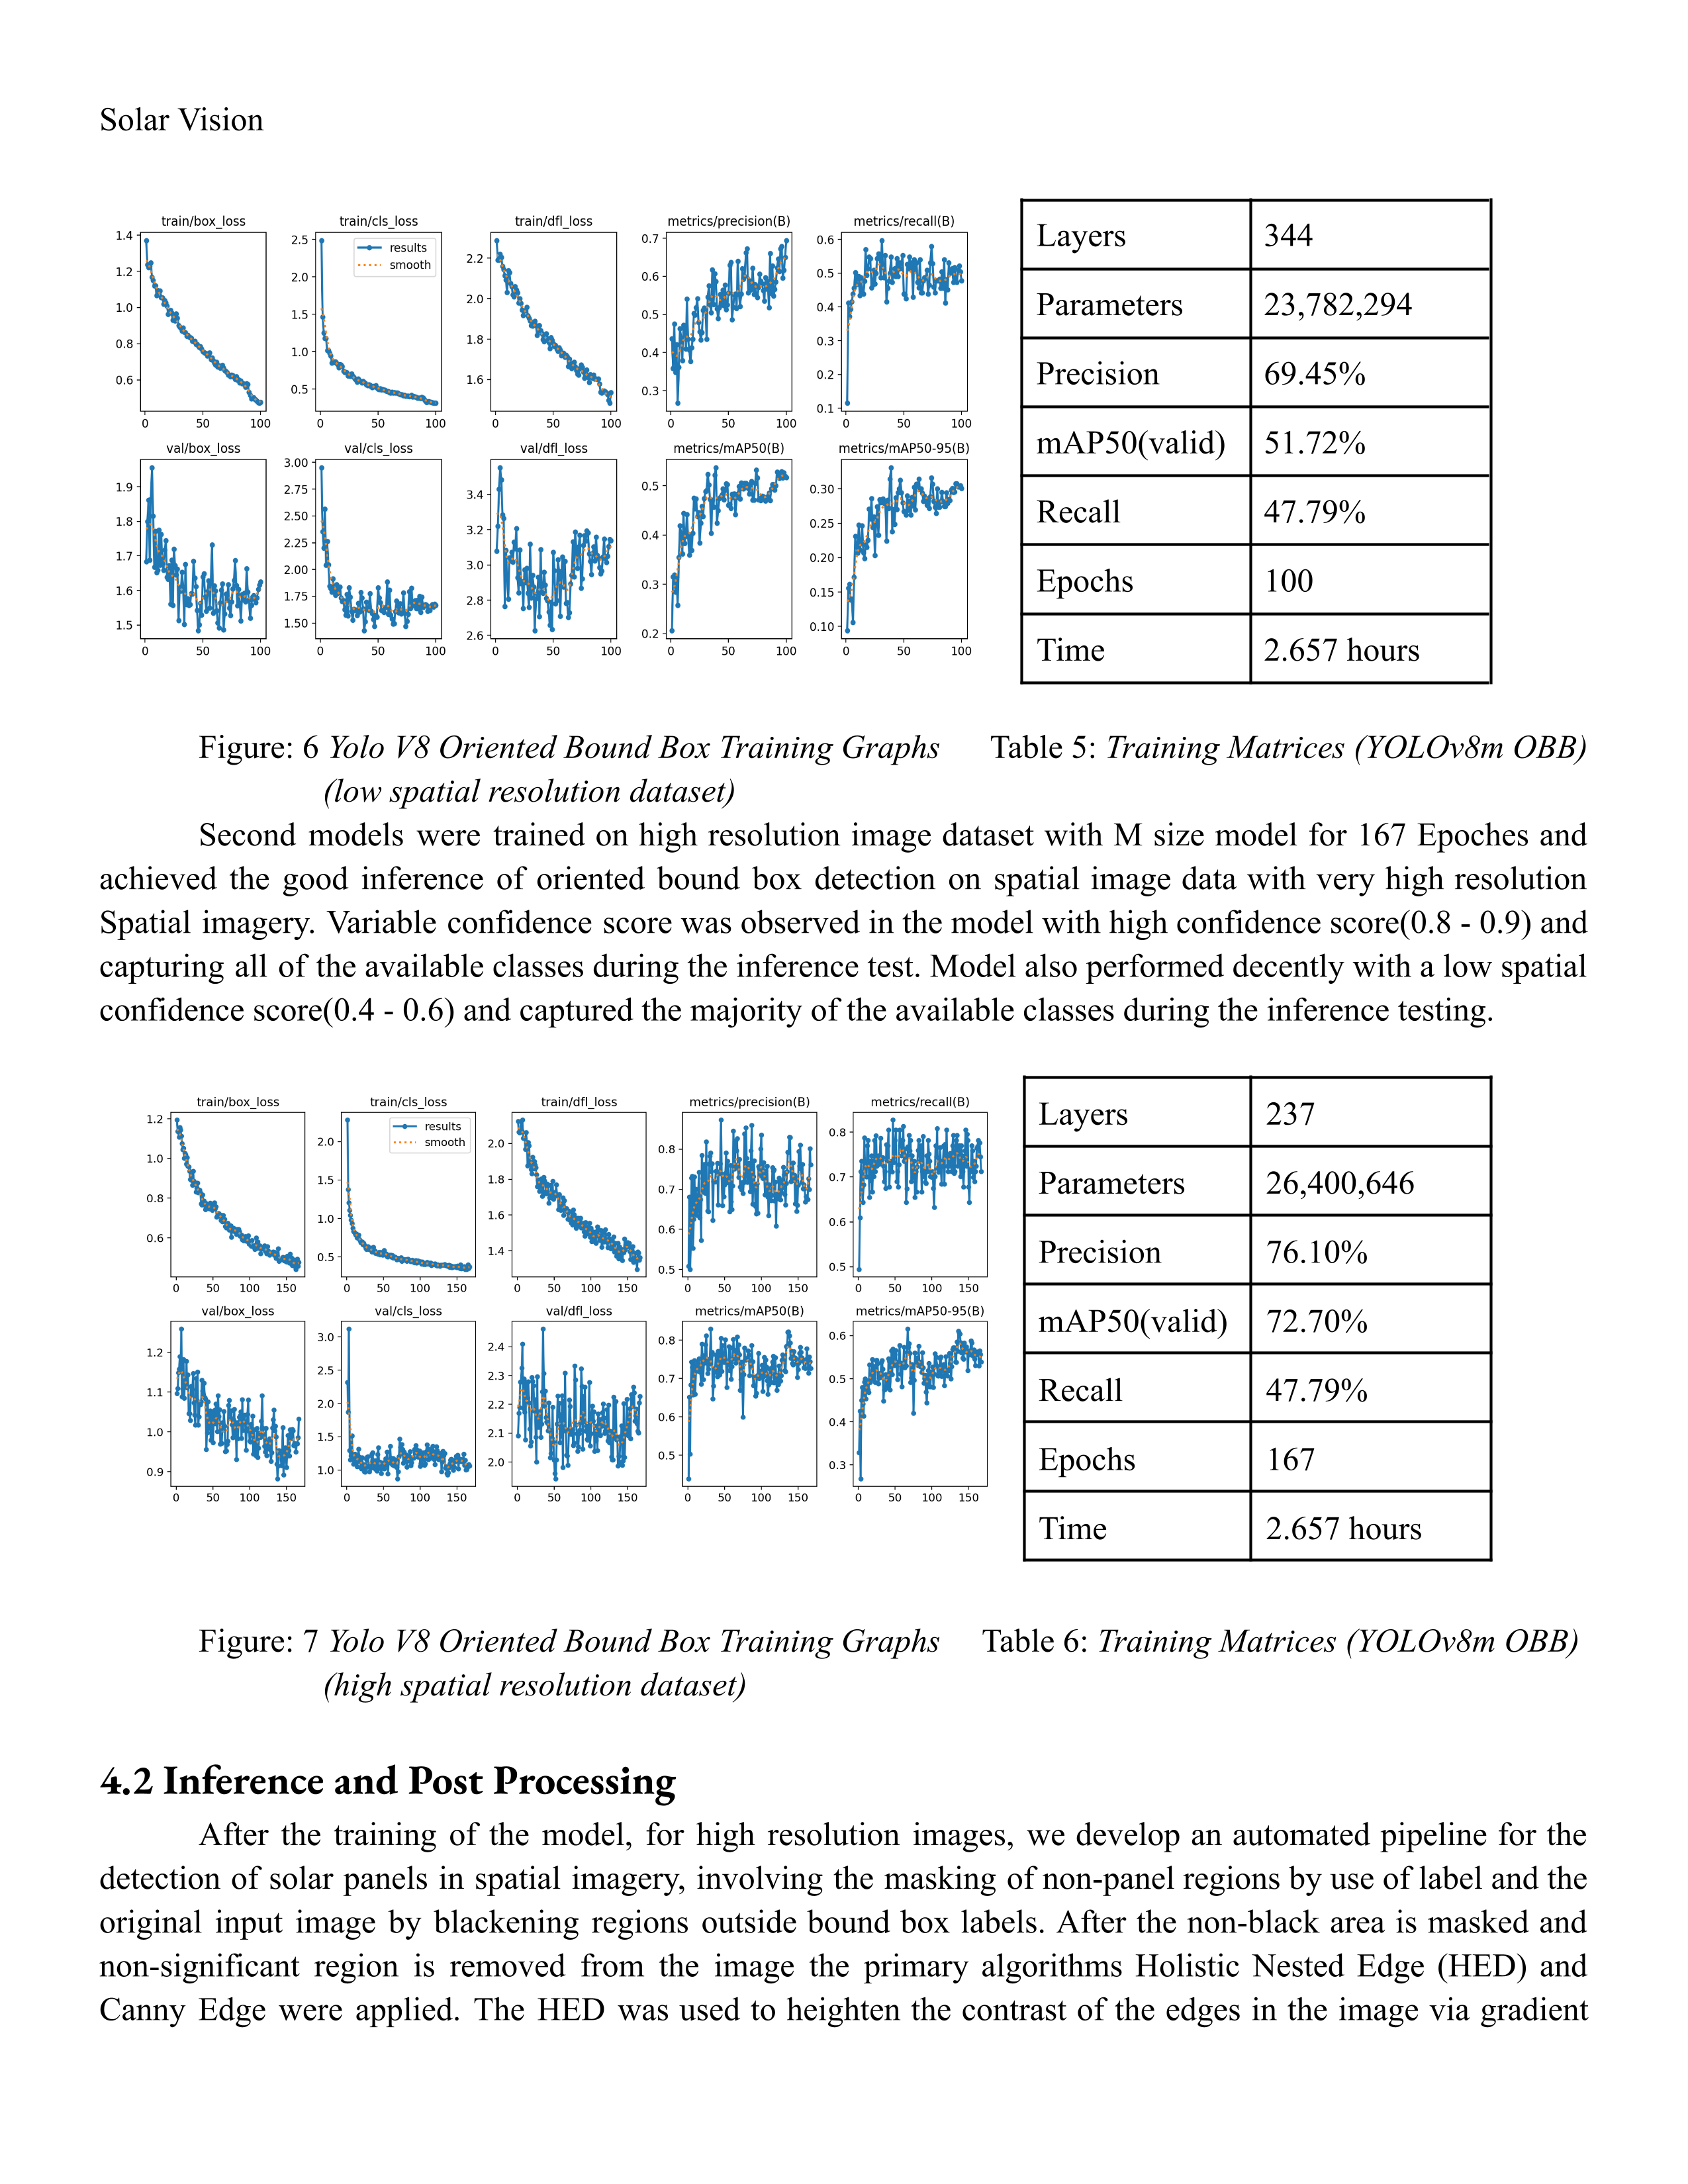 Solar Vision
train/box_loss train/cls_loss train/dfl_loss metrics/precision(B) metrics/recall(B)
results
smooth
1.4 1.2 1.0 0.8 0.6
2.5 2.0 1.5 1.0 0.5
2.2 2.0 1.8 1.6
0.7 0.6 0.5 0.4 0.3
0.6 0.5 0.4 0.3 0.2 0.1
0 50 100 0 50 100 0 50 100 0 50 100 0 50 100
val/box_loss val/cls_loss val/dfl_loss metrics/mAP50(B) metrics/mAP50-95(B)
1.9 1.8 1.7 1.6 1.5
3.00 2.75 2.50 2.25 2.00 1.75 1.50
3.4 3.2 3.0 2.8 2.6
0.5 0.4 0.3 0.2
0.30 0.25 0.20 0.15 0.10
0 50 100 0 50 100 0 50 100 0 50 100 0 50 100
Layers 344
Parameters 23,782,294
Precision 69.45%
mAP50(valid) 51.72%
Recall 47.79%
Epochs 100
Time 2.657 hours
Figure: 6 Yolo V8 Oriented Bound Box Training Graphs Table 5: Training Matrices (YOLOv8m OBB)
(low spatial resolution dataset)
Second models were trained on high resolution image dataset with M size model for 167 Epoches and
achieved the good inference of oriented bound box detection on spatial image data with very high resolution
Spatial imagery. Variable confidence score was observed in the model with high confidence score(0.8 - 0.9) and
capturing all of the available classes during the inference test. Model also performed decently with a low spatial
confidence score(0.4 - 0.6) and captured the majority of the available classes during the inference testing.
train/box_loss train/cls_loss train/dfl_loss metrics/precision(B) metrics/recall(B)
results
smooth
1.2 1.0 0.8 0.6
2.0 1.5 1.0 0.5
2.0 1.8 1.6 1.4
0.8 0.7 0.6 0.5
0.8 0.7 0.6 0.5
0 50 100 150 0 50 100 150 0 50 100 150 0 50 100 150 0 50 100 150
val/box_loss val/cls_loss val/dfl_loss metrics/mAP50(B) metrics/mAP50-95(B)
1.2 1.1 1.0 0.9
3.0 2.5 2.0 1.5 1.0
2.4 2.3 2.2 2.1 2.0
0.8 0.7 0.6 0.5
0.6 0.5 0.4 0.3
0 50 100 150 0 50 100 150 0 50 100 150 0 50 100 150 0 50 100 150
Layers 237
Parameters 26,400,646
Precision 76.10%
mAP50(valid) 72.70%
Recall 47.79%
Epochs 167
Time 2.657 hours
Figure: 7 Yolo V8 Oriented Bound Box Training Graphs Table 6: Training Matrices (YOLOv8m OBB)
(high spatial resolution dataset)
4.2 Inference and Post Processing
After the training of the model, for high resolution images, we develop an automated pipeline for the
detection of solar panels in spatial imagery, involving the masking of non-panel regions by use of label and the
original input image by blackening regions outside bound box labels. After the non-black area is masked and
non-significant region is removed from the image the primary algorithms Holistic Nested Edge (HED) and
Canny Edge were applied. The HED was used to heighten the contrast of the edges in the image via gradient